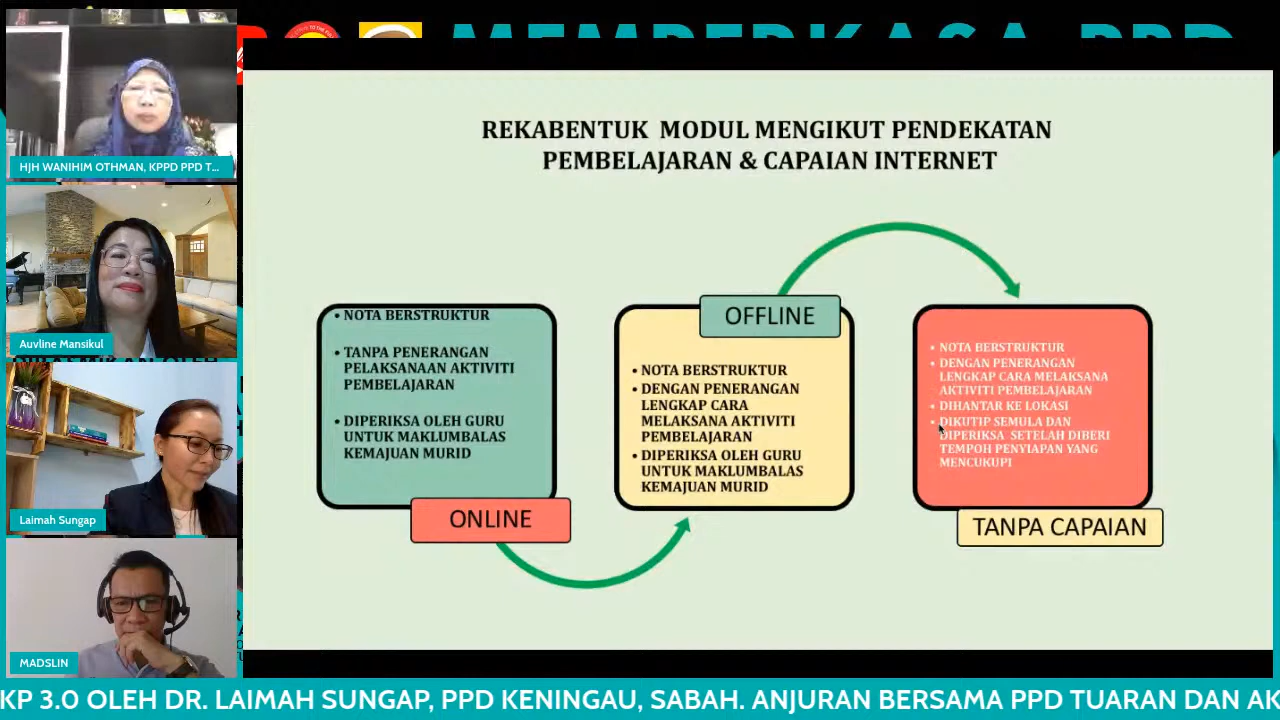 MEMPERKASA PPD
HJH WANIHIM OTHMAN, KPPD PPD T...
Auvline Mansikul
Laimah Sungap
MADSLIN
REKABENTUK MODUL MENGIKUT PENDEKATAN
PEMBELAJARAN & CAPAIAN INTERNET
• NOTA BERSTRUKTUR
• TANPA PENERANGAN
PELAKSANAAN AKTIVITI
PEMBELAJARAN
• DIPERIKSA OLEH GURU
UNTUK MAKLUMBALAS
KEMAJUAN MURID
ONLINE
OFFLINE
• NOTA BERSTRUKTUR
• DENGAN PENERANGAN
LENGKAP CARA
MELAKSANA AKTIVITI
PEMBELAJARAN
• DIPERIKSA OLEH GURU
UNTUK MAKLUMBALAS
KEMAJUAN MURID
• NOTA BERSTRUKTUR
• DENGAN PENERANGAN
LENGKAP CARA MELAKSANA
AKTIVITI PEMBELAJARAN
• DIHANTAR KE LOKASI
• DIKUTIP SEMULA DAN
DIPERIKSA SETELAH DIBERI
TEMPOH PENYIAPAN YANG
MENCUKUPI
TANPA CAPAIAN
KP 3.0 OLEH DR. LAIMAH SUNGAP, PPD KENINGAU, SABAH. ANJURAN BERSAMA PPD TUARAN DAN AK